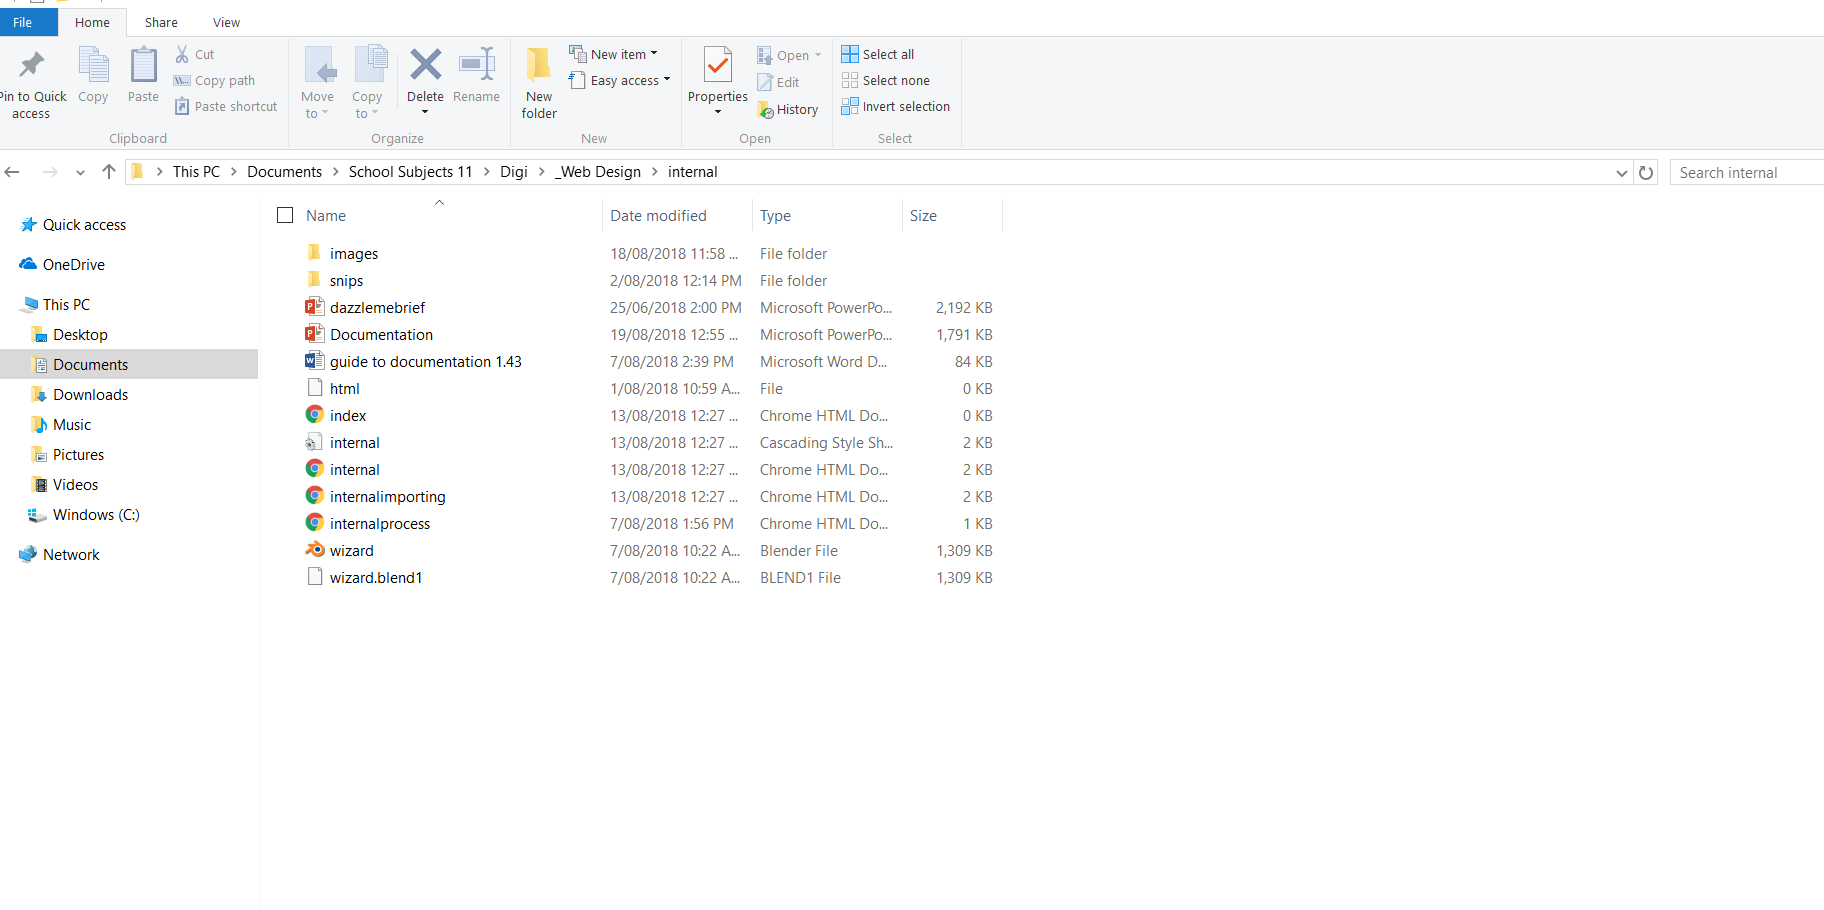 File Home Share View
Pin to Quick access
Copy
Paste
Cut
Copy path
Paste shortcut
Clipboard
Move to
Copy to
Delete
Rename
Organize
New folder
New item
Easy access
New
Properties
Open
Edit
History
Open
Select all
Select none
Invert selection
Select
This PC Documents School Subjects 11 Digi _Web Design internal
Search internal
Quick access
OneDrive
This PC
Desktop
Documents
Downloads
Music
Pictures
Videos
Windows (C:)
Network
Name Date modified Type Size
images 18/08/2018 11:58 ... File folder
snips 2/08/2018 12:14 PM File folder
dazzlemebrief 25/06/2018 2:00 PM Microsoft PowerPo... 2,192 KB
Documentation 19/08/2018 12:55 ... Microsoft PowerPo... 1,791 KB
guide to documentation 1.43 7/08/2018 2:39 PM Microsoft Word D... 84 KB
html 1/08/2018 10:59 A... File 0 KB
index 13/08/2018 12:27 ... Chrome HTML Do... 0 KB
internal 13/08/2018 12:27 ... Cascading Style Sh... 2 KB
internal 13/08/2018 12:27 ... Chrome HTML Do... 2 KB
internalimporting 13/08/2018 12:27 ... Chrome HTML Do... 2 KB
internalprocess 7/08/2018 1:56 PM Chrome HTML Do... 1 KB
wizard 7/08/2018 10:22 A... Blender File 1,309 KB
wizard.blend1 7/08/2018 10:22 A... BLEND1 File 1,309 KB